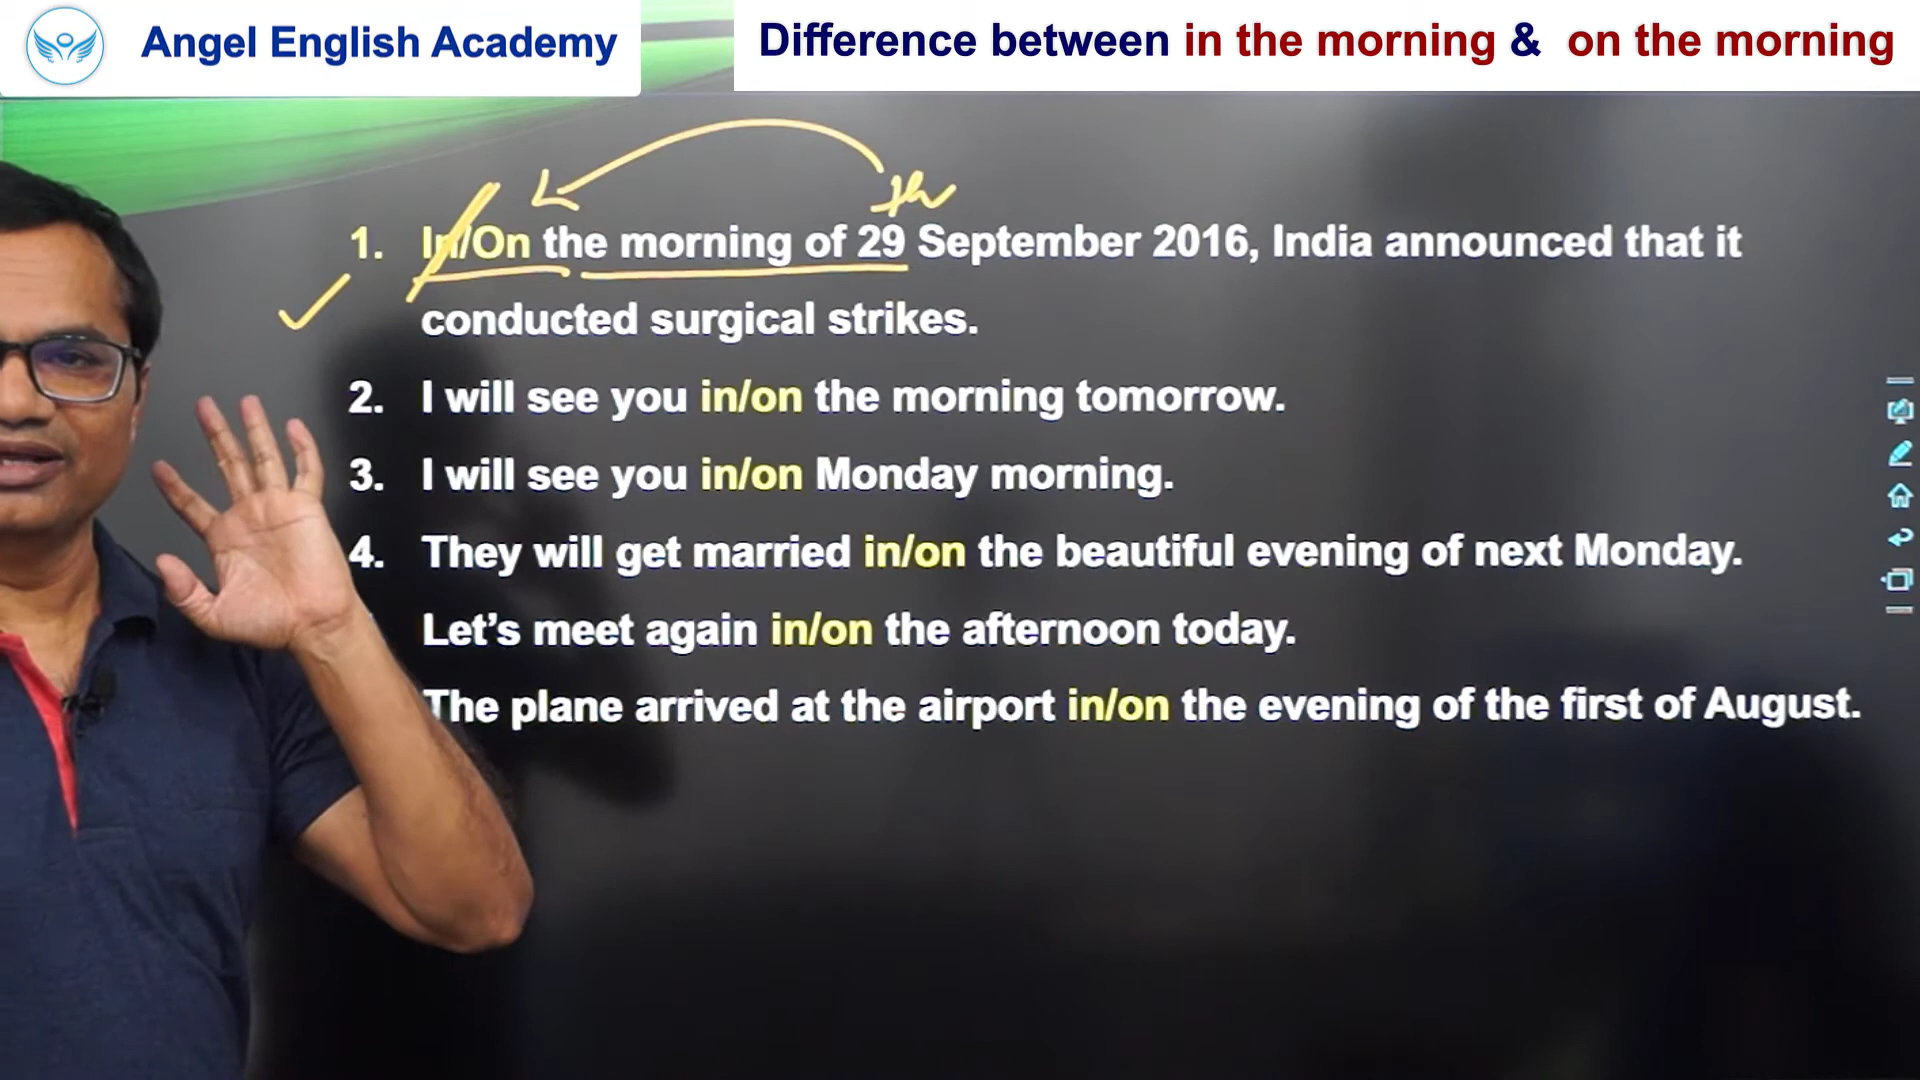 Angel English Academy
Difference between in the morning & on the morning
th
1. In/On the morning of 29 September 2016, India announced that it
conducted surgical strikes.
2. I will see you in/on the morning tomorrow.
3. I will see you in/on Monday morning.
4. They will get married in/on the beautiful evening of next Monday.
Let’s meet again in/on the afternoon today.
The plane arrived at the airport in/on the evening of the first of August.